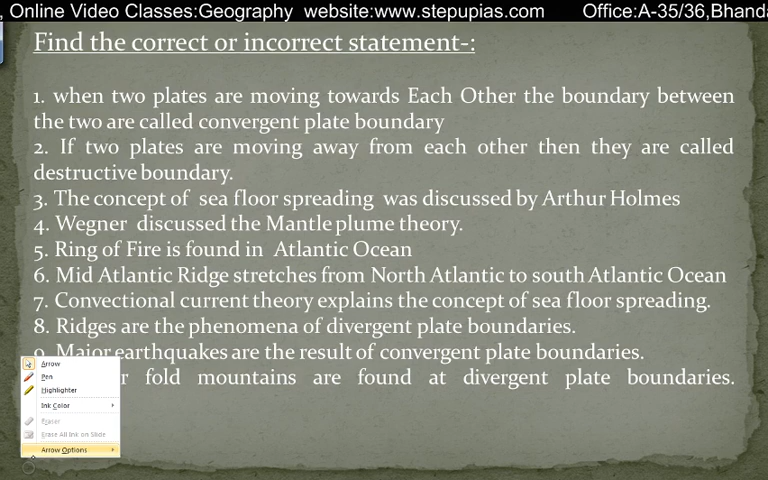 , Online Video Classes:Geography website:www.stepupias.com Office:A-35/36,Bhanda
Find the correct or incorrect statement-:
1. when two plates are moving towards Each Other the boundary between
the two are called convergent plate boundary
2. If two plates are moving away from each other then they are called
destructive boundary.
3. The concept of sea floor spreading was discussed by Arthur Holmes
4. Wegner discussed the Mantle plume theory.
5. Ring of Fire is found in Atlantic Ocean
6. Mid Atlantic Ridge stretches from North Atlantic to south Atlantic Ocean
7. Convectional current theory explains the concept of sea floor spreading.
8. Ridges are the phenomena of divergent plate boundaries.
9. Major earthquakes are the result of convergent plate boundaries.
fold mountains are found at divergent plate boundaries.
Arrow
Pen
Highlighter
Ink Color
Eraser
Erase All Ink on Slide
Arrow Options